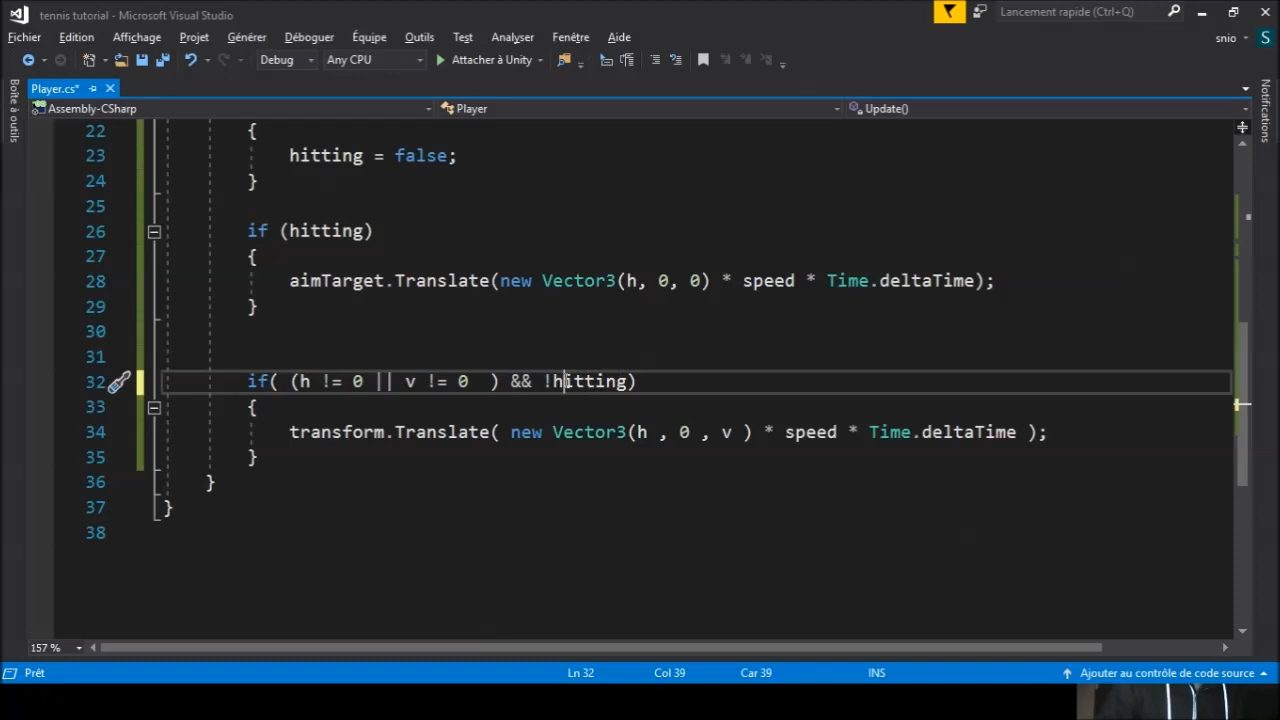 tennis tutorial - Microsoft Visual Studio
Lancement rapide (Ctrl+Q)
Fichier Edition Affichage Projet Générer Déboguer Équipe Outils Test Analyser Fenêtre Aide
snio S
Debug Any CPU Attacher à Unity
Player.cs*
Boîte à outils
Notifications
Assembly-CSharp Player Update()
22 {
23 hitting = false;
24 }
25
26 if (hitting)
27 {
28 aimTarget.Translate(new Vector3(h, 0, 0) * speed * Time.deltaTime);
29 }
30
31
32 if( (h != 0 || v != 0  ) && !hitting)
33 {
34 transform.Translate( new Vector3(h , 0 , v ) * speed * Time.deltaTime );
35 }
36 }
37 }
38
157 %
Prêt Ln 32 Col 39 Car 39 INS Ajouter au contrôle de code source